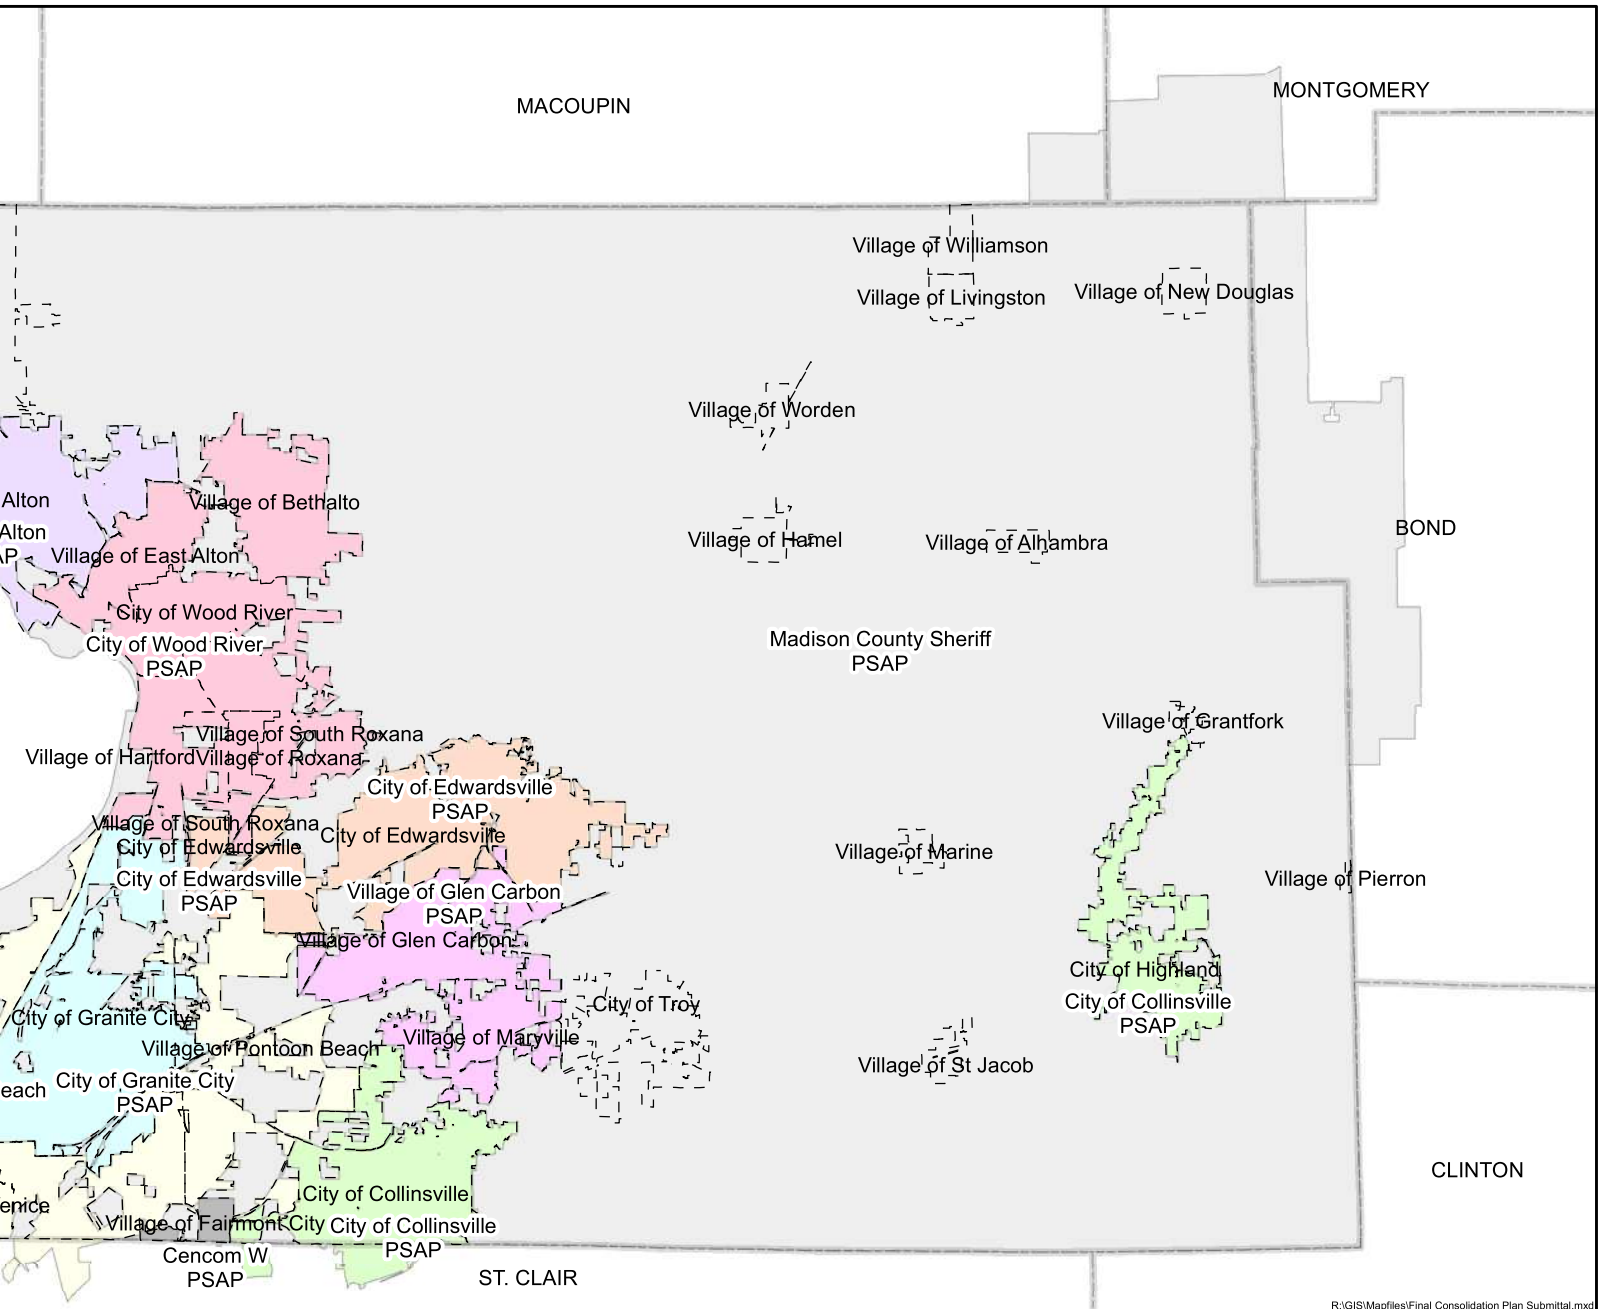 MONTGOMERY
MACOUPIN
Village of Williamson
Village of Livingston
Village of New Douglas
Village of Worden
Alton
Village of Bethalto
BOND
Alton
AP
Village of East Alton
Village of Hamel
Village of Alhambra
City of Wood River
City of Wood River
PSAP
Madison County Sheriff
PSAP
Village of Grantfork
Village of South Roxana
Village of Hartford
Village of Roxana
City of Edwardsville
PSAP
Village of South Roxana
City of Edwardsville
City of Edwardsville
Village of Marine
City of Edwardsville
PSAP
Village of Glen Carbon
PSAP
Village of Pierron
Village of Glen Carbon
City of Highland
City of Collinsville
PSAP
City of Troy
City of Granite City
Village of Maryville
Village of Pontoon Beach
Village of St Jacob
each
City of Granite City
PSAP
CLINTON
City of Collinsville
enice
Village of Fairmont City
City of Collinsville
PSAP
Cencom W
PSAP
ST. CLAIR
R:\GIS\Mapfiles\Final Consolidation Plan Submittal.mxd